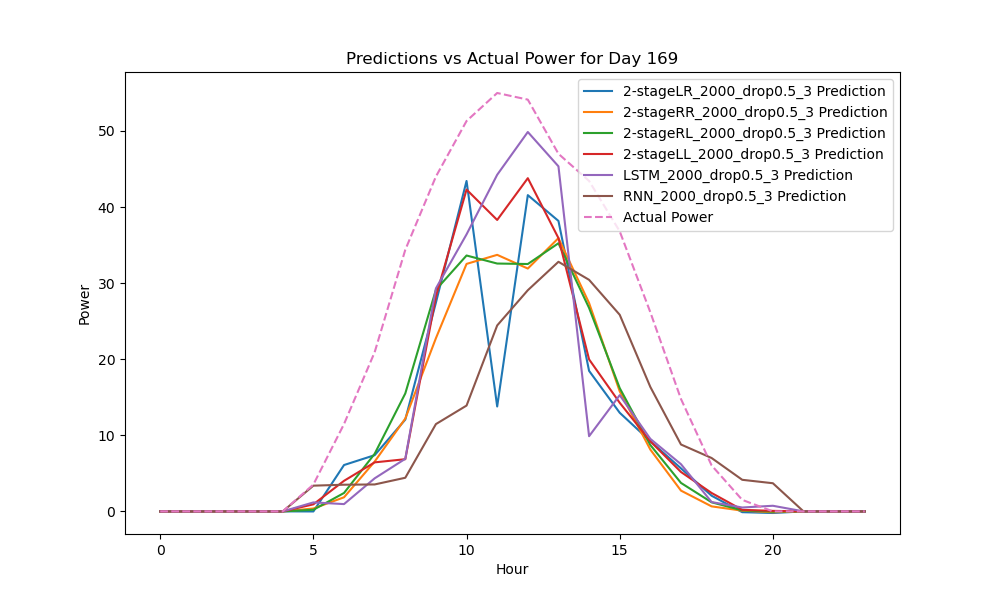 Predictions vs Actual Power for Day 169
2-stageLR_2000_drop0.5_3 Prediction
2-stageRR_2000_drop0.5_3 Prediction
2-stageRL_2000_drop0.5_3 Prediction
2-stageLL_2000_drop0.5_3 Prediction
LSTM_2000_drop0.5_3 Prediction
RNN_2000_drop0.5_3 Prediction
Actual Power
Power
50
40
30
20
10
0
0 5 10 15 20
Hour